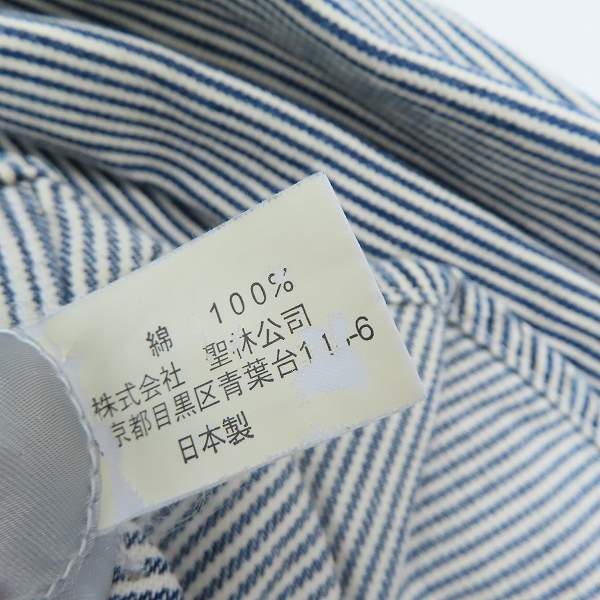 綿 100%
株式会社 聖林公司
京都目黒区青葉台1-1-6
日本製